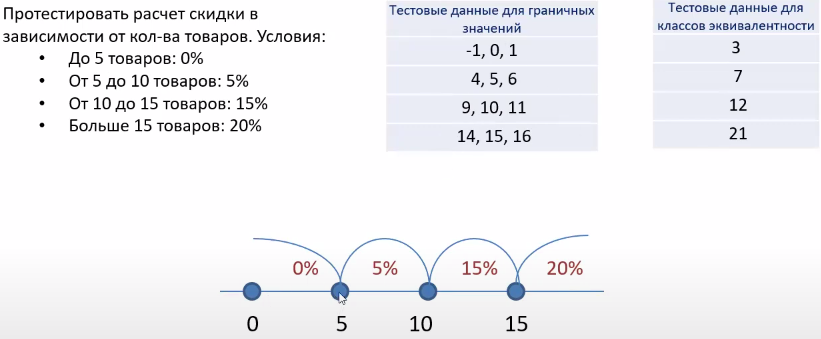 Протестировать расчет скидки в
зависимости от кол-ва товаров. Условия:
• До 5 товаров: 0%
• От 5 до 10 товаров: 5%
• От 10 до 15 товаров: 15%
• Больше 15 товаров: 20%
Тестовые данные для граничных
значений
-1, 0, 1
4, 5, 6
9, 10, 11
14, 15, 16
Тестовые данные для
классов эквивалентности
3
7
12
21
0% 5% 15% 20%
0 5 10 15